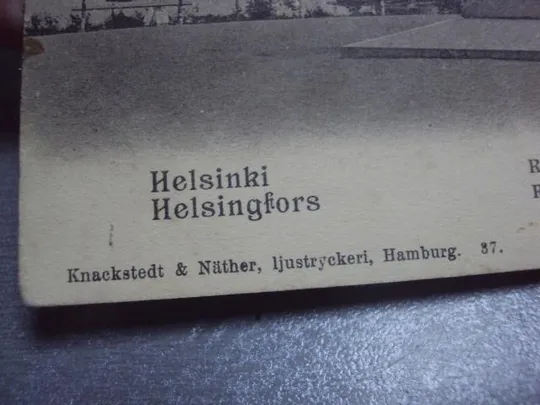 Helsinki
Helsingfors
Knackstedt & Näther, ljustryckeri, Hamburg. 37.